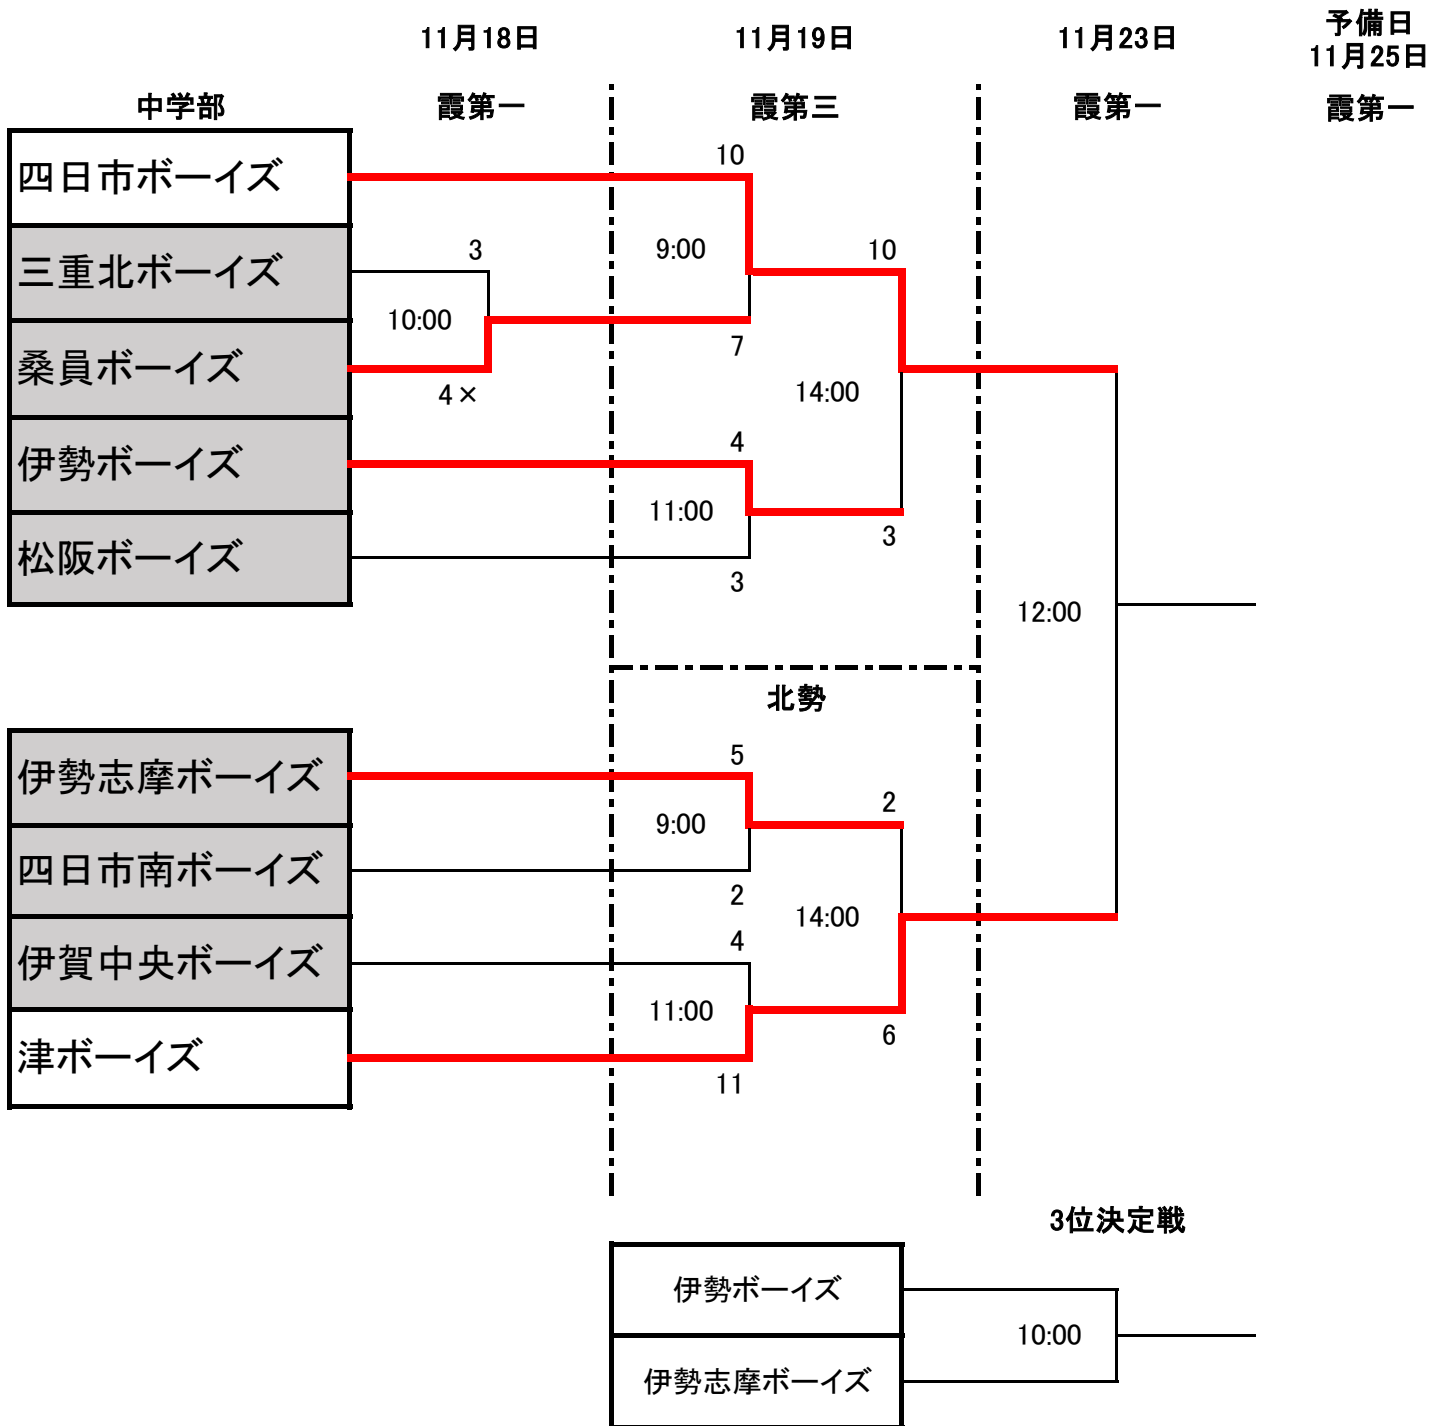 予備日
11月18日 11月19日 11月23日 11月25日
中学部 霞第一 霞第三 霞第一 霞第一
10
四日市ボーイズ
3 9:00 10
三重北ボーイズ
10:00
7
桑員ボーイズ
4× 14:00
4
伊勢ボーイズ
11:00
3
松阪ボーイズ
3
12:00
北勢
5
伊勢志摩ボーイズ
2
9:00
四日市南ボーイズ
2
14:00
4
伊賀中央ボーイズ
11:00
6
津ボーイズ
11
3位決定戦
伊勢ボーイズ
10:00
伊勢志摩ボーイズ